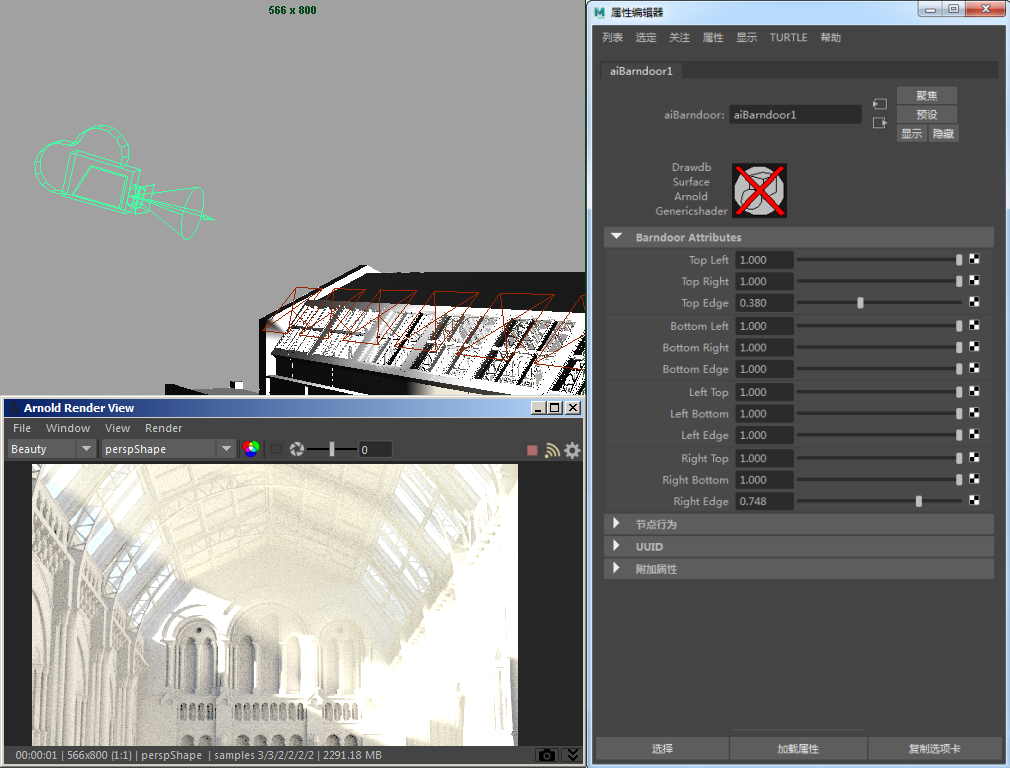 566 x 800
属性编辑器
列表 选定 关注 属性 显示 TURTLE 帮助
aiBarndoor1
aiBarndoor: aiBarndoor1
聚焦
预设
显示 隐藏
Drawdb
Surface
Arnold
Genericshader
Barndoor Attributes
Top Left 1.000
Top Right 1.000
Top Edge 0.380
Bottom Left 1.000
Bottom Right 1.000
Bottom Edge 1.000
Left Top 1.000
Left Bottom 1.000
Left Edge 1.000
Right Top 1.000
Right Bottom 1.000
Right Edge 0.748
节点行为
UUID
附加属性
选择 加载属性 复制选项卡
Arnold Render View
File Window View Render
Beauty perspShape 0
00:00:01 | 566x800 (1:1) | perspShape | samples 3/3/2/2/2/2 | 2291.18 MB